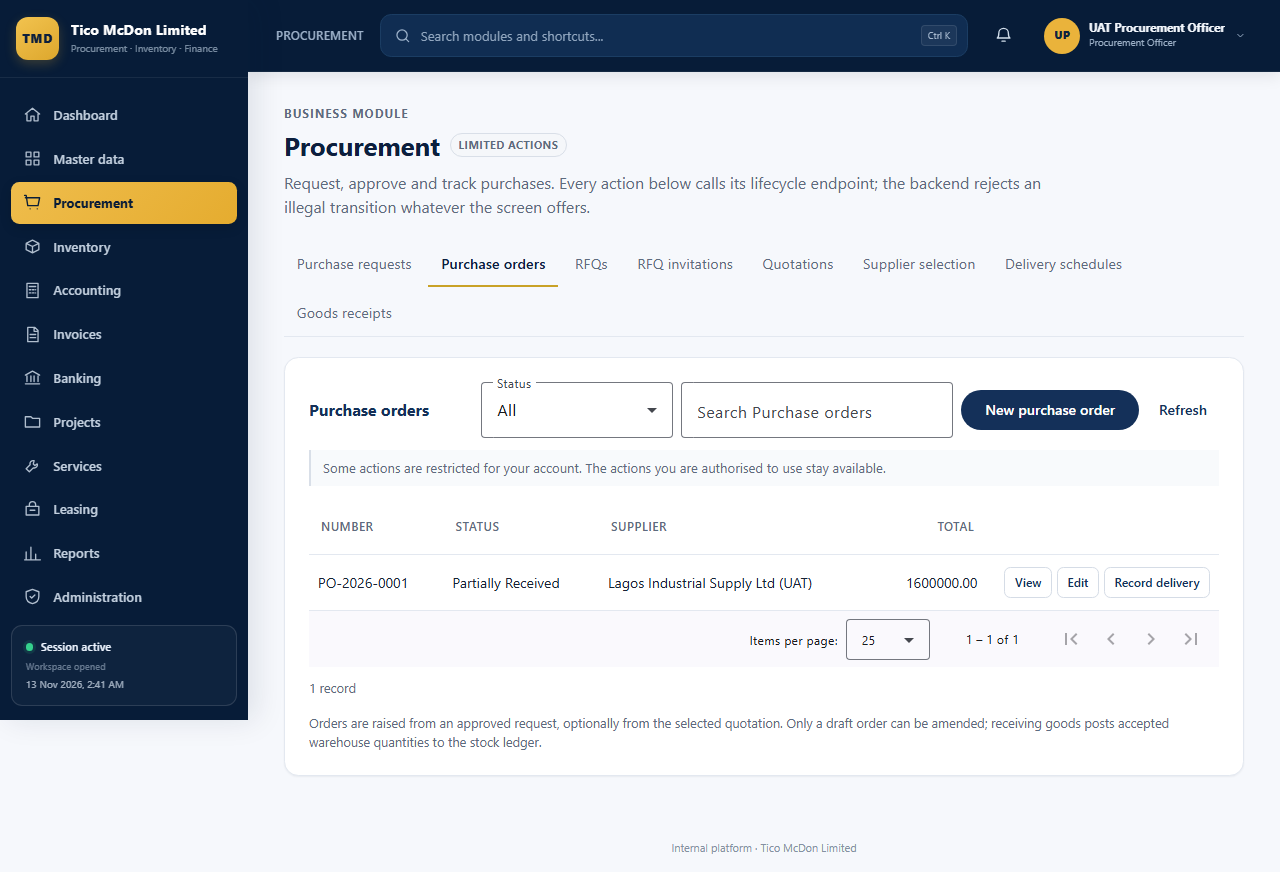 TMD
Tico McDon Limited
Procurement · Inventory · Finance
PROCUREMENT
Search modules and shortcuts...
Ctrl K
UP
UAT Procurement Officer
Procurement Officer
Dashboard
Master data
Procurement
Inventory
Accounting
Invoices
Banking
Projects
Services
Leasing
Reports
Administration
Session active
Workspace opened
13 Nov 2026, 2:41 AM
BUSINESS MODULE
Procurement
LIMITED ACTIONS
Request, approve and track purchases. Every action below calls its lifecycle endpoint; the backend rejects an
illegal transition whatever the screen offers.
Purchase requests
Purchase orders
RFQs
RFQ invitations
Quotations
Supplier selection
Delivery schedules
Goods receipts
Purchase orders
Status
All
Search Purchase orders
New purchase order
Refresh
Some actions are restricted for your account. The actions you are authorised to use stay available.
NUMBER STATUS SUPPLIER TOTAL
PO-2026-0001 Partially Received Lagos Industrial Supply Ltd (UAT) 1600000.00 View Edit Record delivery
Items per page: 25 1 – 1 of 1
1 record
Orders are raised from an approved request, optionally from the selected quotation. Only a draft order can be amended; receiving goods posts accepted
warehouse quantities to the stock ledger.
Internal platform · Tico McDon Limited